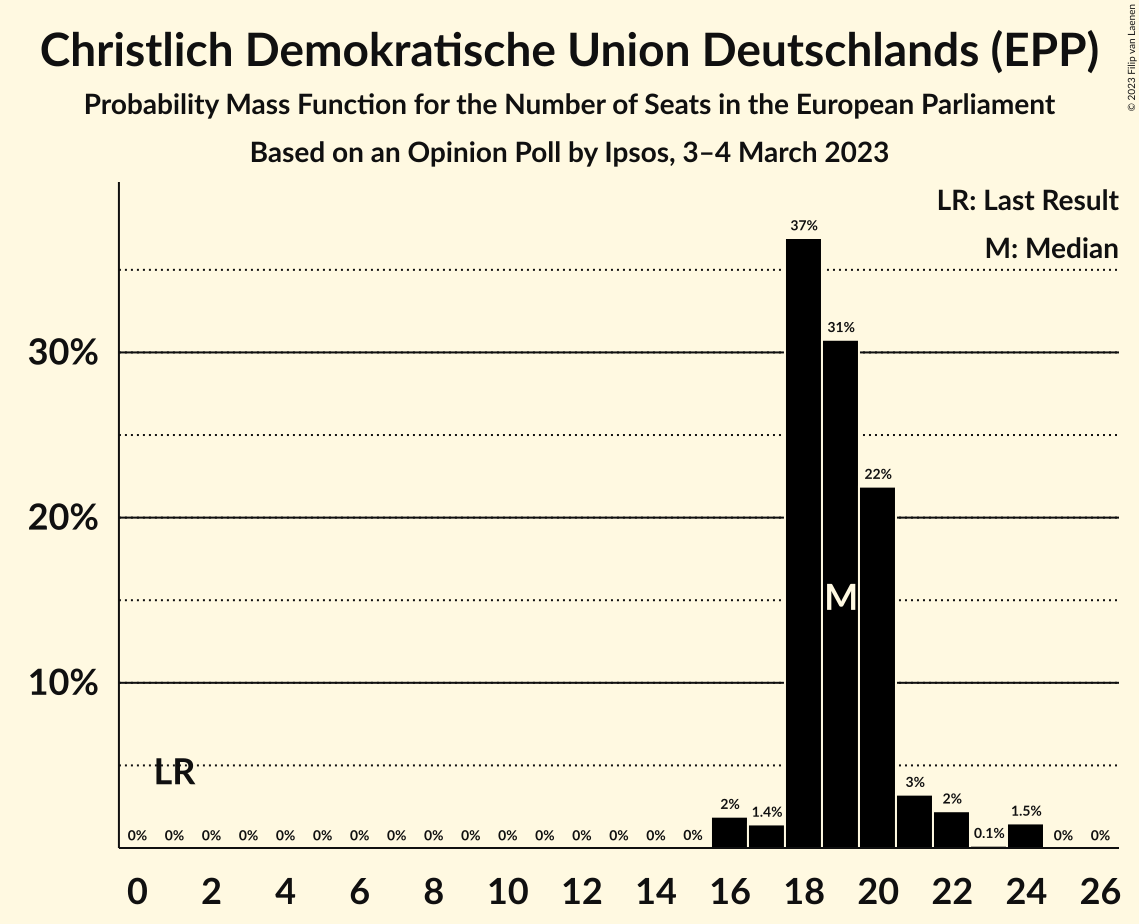 Christlich Demokratische Union Deutschlands (EPP)
Probability Mass Function for the Number of Seats in the European Parliament
Based on an Opinion Poll by Ipsos, 3–4 March 2023
© 2023 Filip van Laenen
LR: Last Result
M: Median
37%
31%
30%
22%
20%
M
10%
LR
0% 0% 0% 0% 0% 0% 0% 0% 0% 0% 0% 0% 0% 0% 0% 0% 2% 1.4% 3% 2% 0.1% 1.5% 0% 0%
0 2 4 6 8 10 12 14 16 18 20 22 24 26